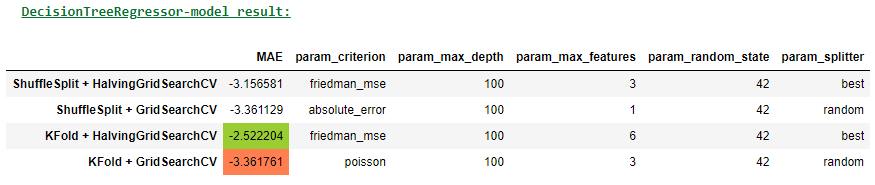 DecisionTreeRegressor-model result:
MAE param_criterion param_max_depth param_max_features param_random_state param_splitter
ShuffleSplit + HalvingGridSearchCV -3.156581 friedman_mse 100 3 42 best
ShuffleSplit + GridSearchCV -3.361129 absolute_error 100 1 42 random
KFold + HalvingGridSearchCV -2.522204 friedman_mse 100 6 42 best
KFold + GridSearchCV -3.361761 poisson 100 3 42 random